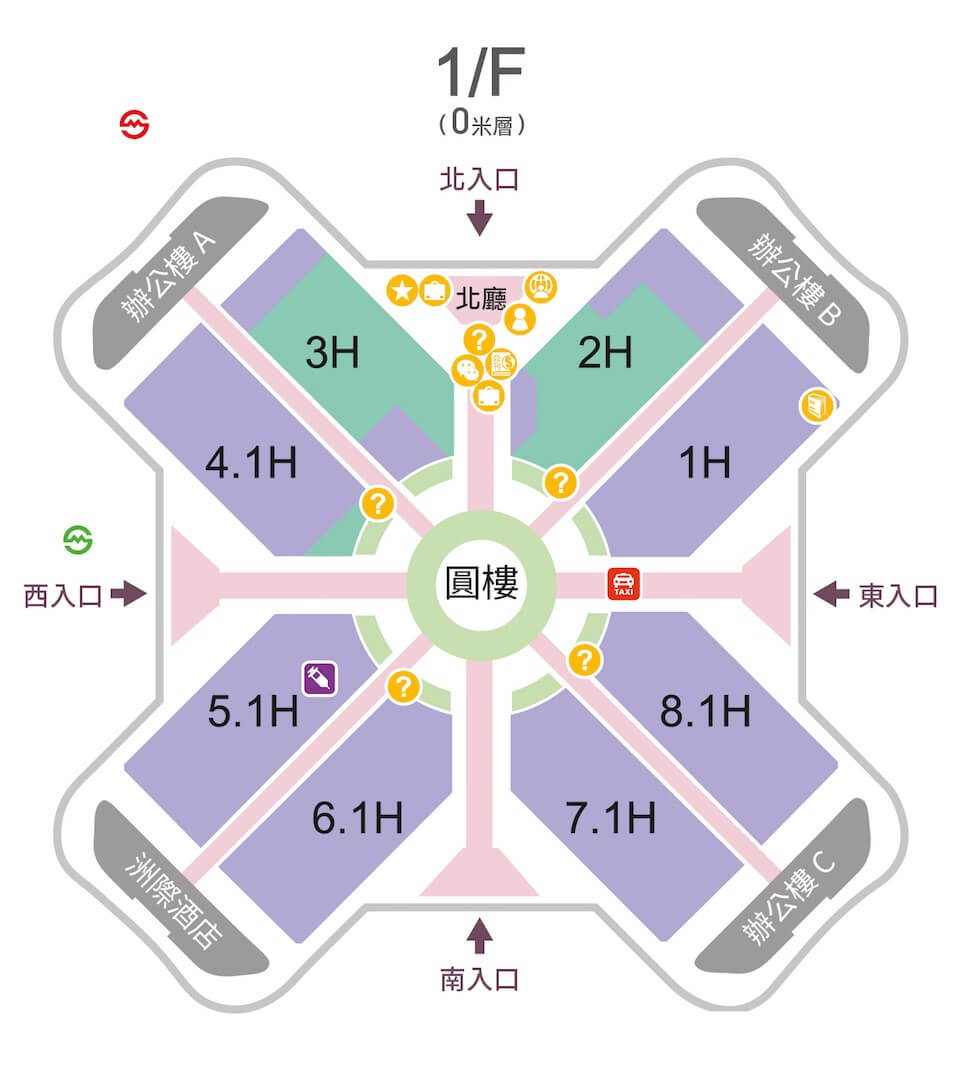 1/F
(0米層)
北入口
辦公樓 A
辦公樓 B
北廳
3H
2H
4.1H
1H
圓樓
TAXI
西入口
東入口
5.1H
8.1H
6.1H
7.1H
洲際酒店
辦公樓 C
南入口